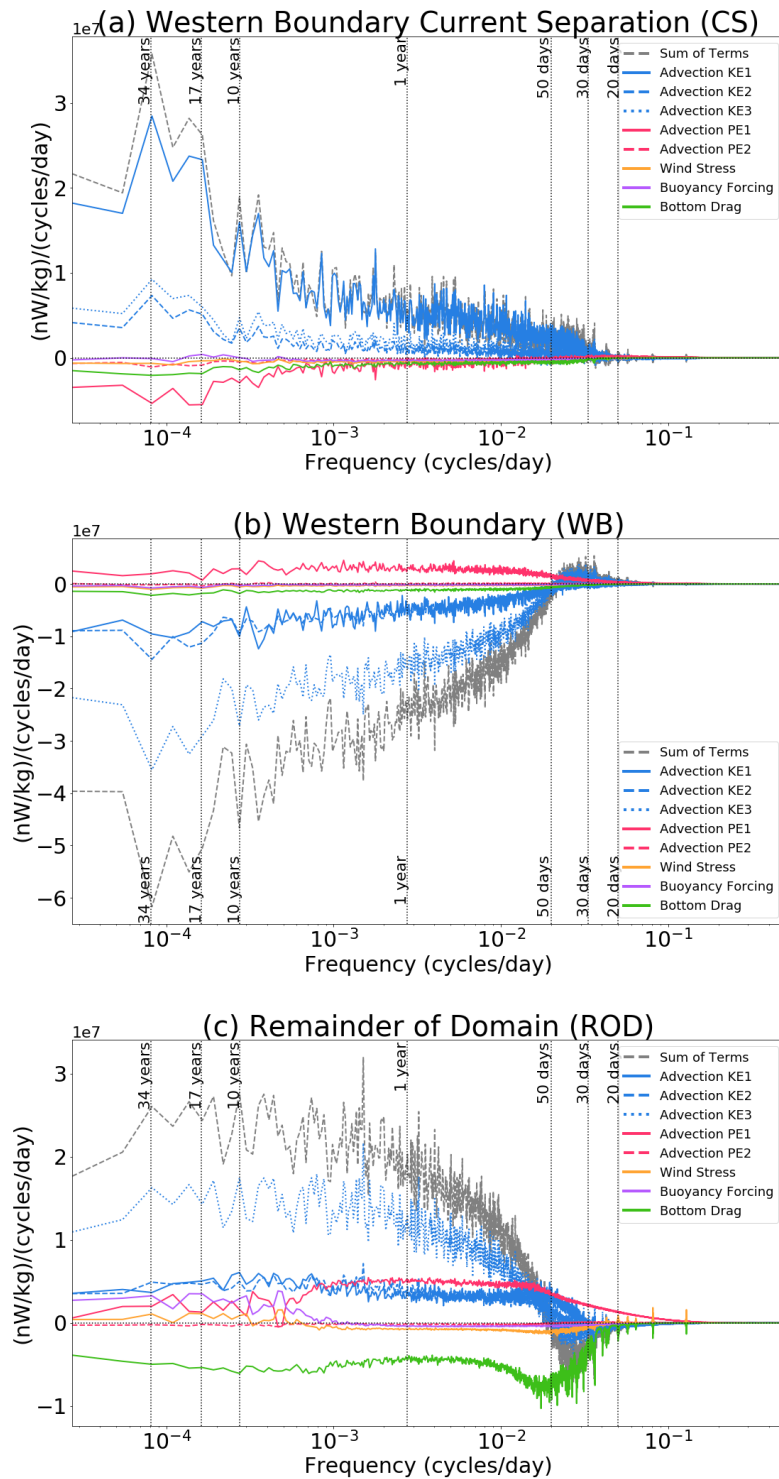 (a) Western Boundary Current Separation (CS)
1e7
34 years
17 years
10 years
1 year
50 days
30 days
20 days
Sum of Terms
Advection KE1
Advection KE2
Advection KE3
Advection PE1
Advection PE2
Wind Stress
Buoyancy Forcing
Bottom Drag
(nW/kg)/(cycles/day)
3
2
1
0
10⁻⁴
10⁻³
10⁻²
10⁻¹
Frequency (cycles/day)
(b) Western Boundary (WB)
1e7
(nW/kg)/(cycles/day)
0
−1
−2
−3
−4
−5
−6
Sum of Terms
Advection KE1
Advection KE2
Advection KE3
Advection PE1
Advection PE2
Wind Stress
Buoyancy Forcing
Bottom Drag
34 years
17 years
10 years
1 year
50 days
30 days
20 days
10⁻⁴
10⁻³
10⁻²
10⁻¹
Frequency (cycles/day)
(c) Remainder of Domain (ROD)
1e7
34 years
17 years
10 years
1 year
50 days
30 days
20 days
Sum of Terms
Advection KE1
Advection KE2
Advection KE3
Advection PE1
Advection PE2
Wind Stress
Buoyancy Forcing
Bottom Drag
(nW/kg)/(cycles/day)
3
2
1
0
−1
10⁻⁴
10⁻³
10⁻²
10⁻¹
Frequency (cycles/day)